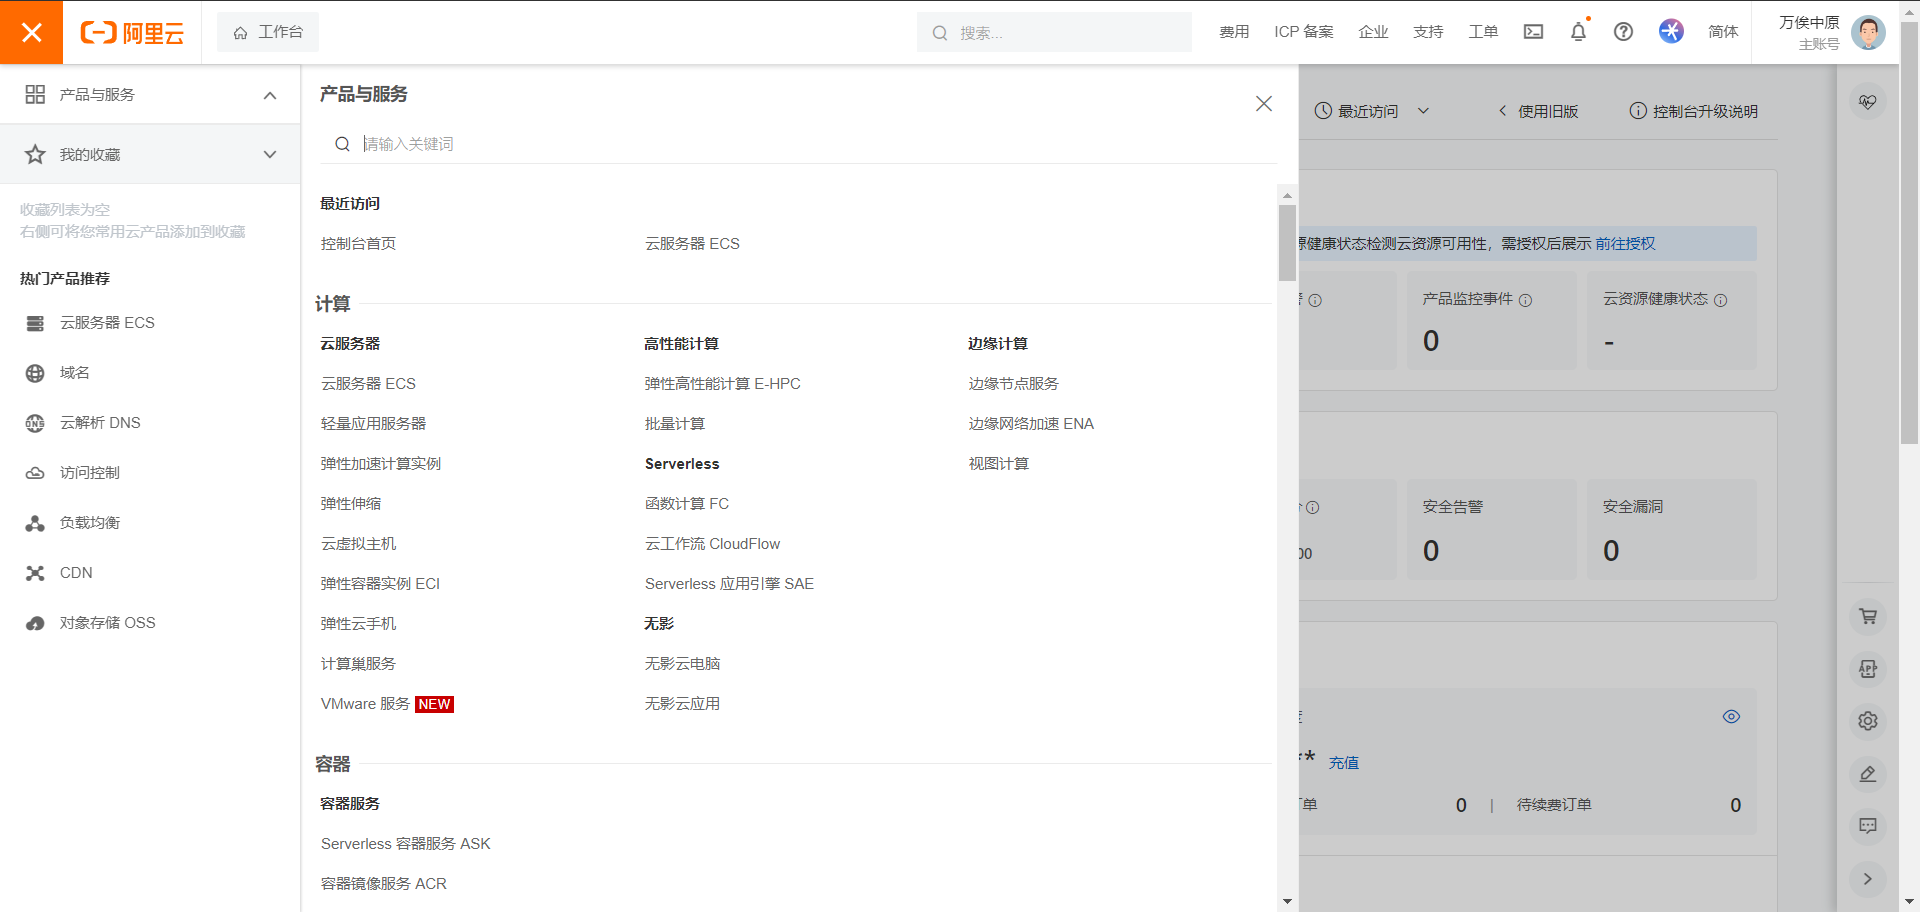 阿里云
工作台
搜索...
费用
ICP 备案
企业
支持
工单
简体
万俟中原
主账号
产品与服务
我的收藏
收藏列表为空
右侧可将您常用云产品添加到收藏
热门产品推荐
云服务器 ECS
域名
DNS
云解析 DNS
访问控制
负载均衡
CDN
对象存储 OSS
产品与服务
请输入关键词
最近访问
控制台首页
云服务器 ECS
计算
云服务器
云服务器 ECS
轻量应用服务器
弹性加速计算实例
弹性伸缩
云虚拟主机
弹性容器实例 ECI
弹性云手机
计算巢服务
VMware 服务 NEW
高性能计算
弹性高性能计算 E-HPC
批量计算
Serverless
函数计算 FC
云工作流 CloudFlow
Serverless 应用引擎 SAE
无影
无影云电脑
无影云应用
边缘计算
边缘节点服务
边缘网络加速 ENA
视图计算
容器
容器服务
Serverless 容器服务 ASK
容器镜像服务 ACR
最近访问
使用旧版
控制台升级说明
健康状态检测云资源可用性，需授权后展示 前往授权
产品监控事件
0
云资源健康状态
-
00
安全告警
0
安全漏洞
0
** 充值
单
0
|
待续费订单
0
APP